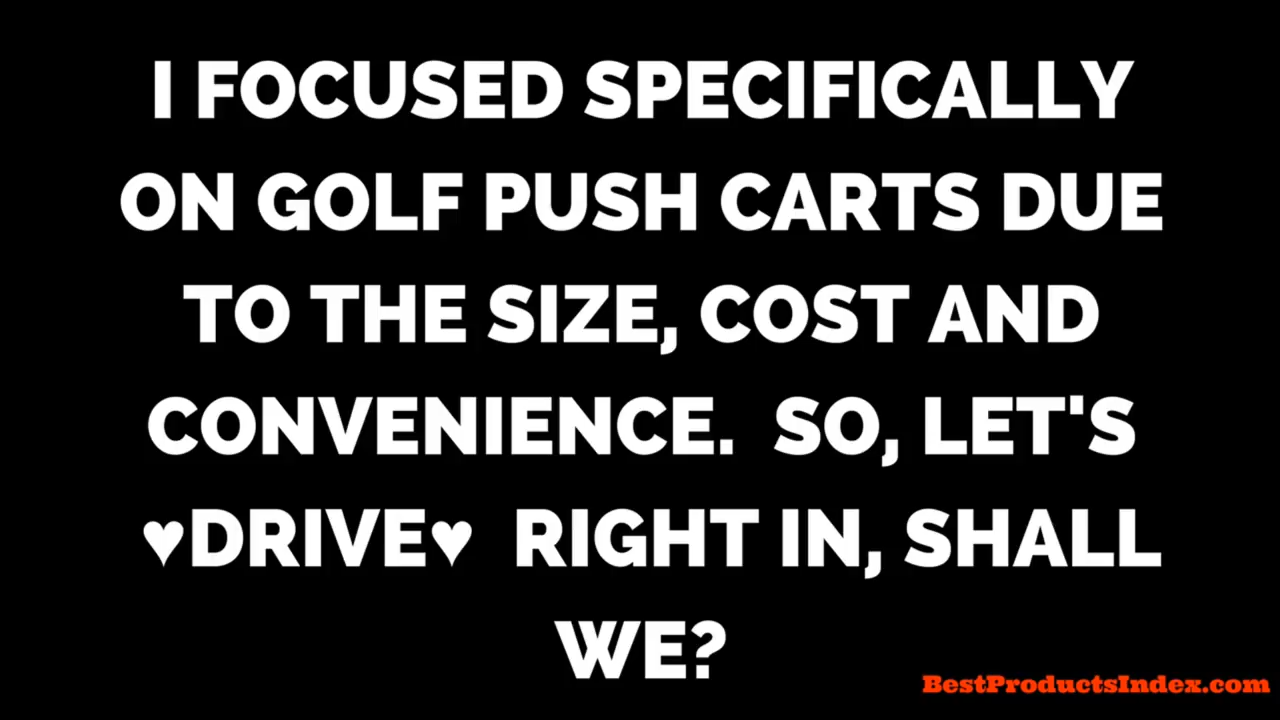 I FOCUSED SPECIFICALLY
ON GOLF PUSH CARTS DUE
TO THE SIZE, COST AND
CONVENIENCE.  SO, LET'S
♥DRIVE♥  RIGHT IN, SHALL
WE?
BestProductsIndex.com